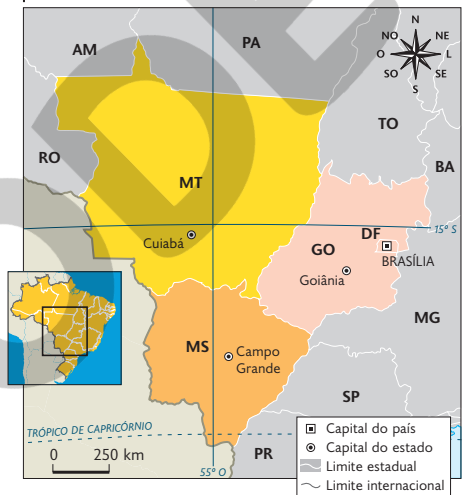 N
NO NE
O L
SO SE
S
AM
PA
TO
RO
BA
MT
Cuiabá
15° S
DF
GO
BRASÍLIA
Goiânia
MG
MS
Campo
Grande
SP
TRÓPICO DE CAPRICÓRNIO
0 250 km
55° O
PR
Capital do país
Capital do estado
Limite estadual
Limite internacional